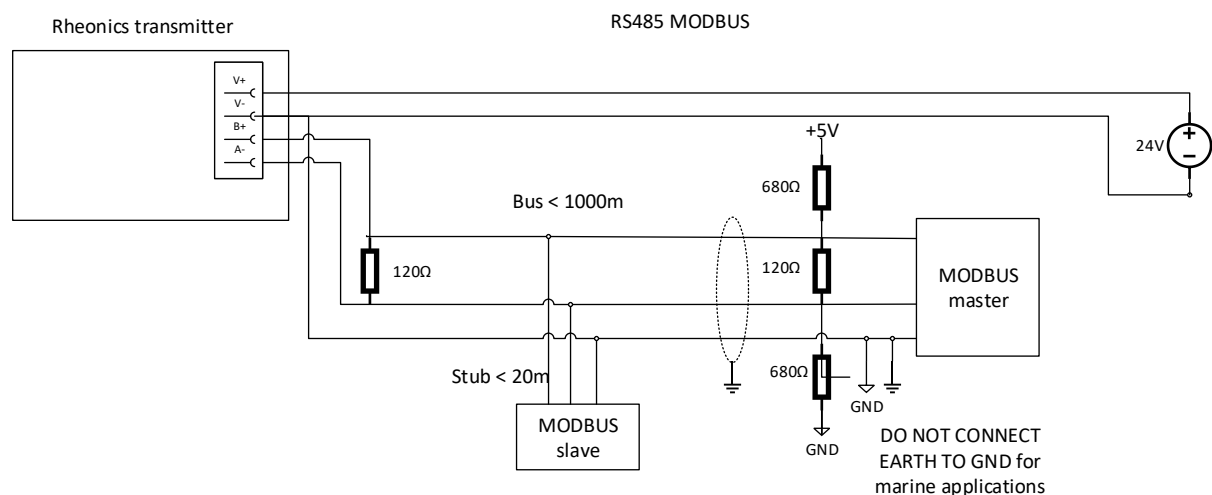 RS485 MODBUS
Rheonics transmitter
V+
V-
B+
A-
+5V
+
24V
−
680Ω
Bus < 1000m
120Ω
120Ω
MODBUS
master
Stub < 20m
680Ω
GND
MODBUS
slave
GND
DO NOT CONNECT
EARTH TO GND for
marine applications